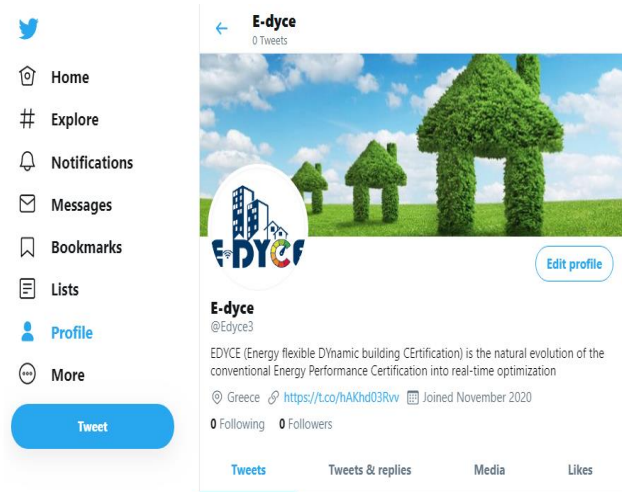 Home
Explore
Notifications
Messages
Bookmarks
Lists
Profile
More
Tweet
E-dyce
0 Tweets
E-DYCE
Edit profile
E-dyce
@Edyce3
EDYCE (Energy flexible DYnamic building CErtification) is the natural evolution of the
conventional Energy Performance Certification into real-time optimization
Greece https://t.co/hAKhd03Rvv Joined November 2020
0 Following 0 Followers
Tweets Tweets & replies Media Likes